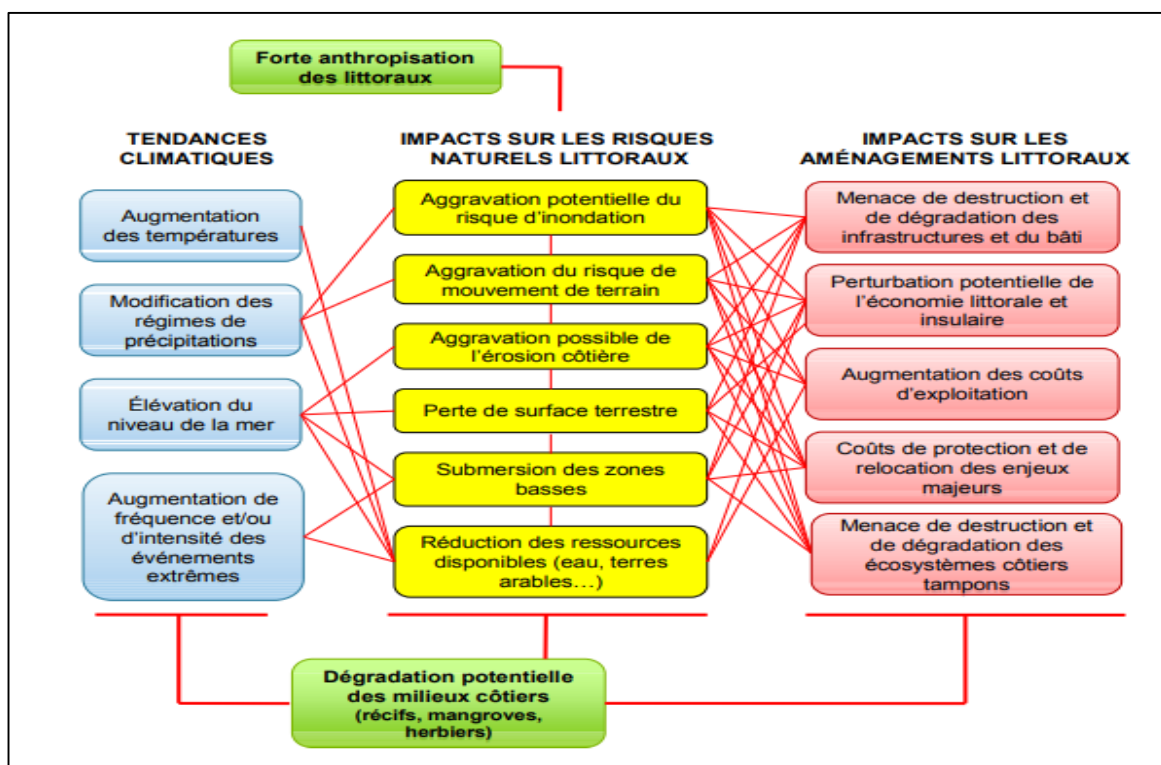 Forte anthropisation
des littoraux
TENDANCES
CLIMATIQUES
Augmentation
des températures
Modification des
régimes de
précipitations
Élévation du
niveau de la mer
Augmentation de
fréquence et/ou
d'intensité des
événements
extrêmes
IMPACTS SUR LES RISQUES
NATURELS LITTORAUX
Aggravation potentielle du
risque d'inondation
Aggravation du risque de
mouvement de terrain
Aggravation possible de
l'érosion côtière
Perte de surface terrestre
Submersion des zones
basses
Réduction des ressources
disponibles (eau, terres
arables…)
IMPACTS SUR LES
AMÉNAGEMENTS LITTORAUX
Menace de destruction et
de dégradation des
infrastructures et du bâti
Perturbation potentielle de
l'économie littorale et
insulaire
Augmentation des coûts
d'exploitation
Coûts de protection et de
relocation des enjeux
majeurs
Menace de destruction et
de dégradation des
écosystèmes côtiers
tampons
Dégradation potentielle
des milieux côtiers
(récifs, mangroves,
herbiers)